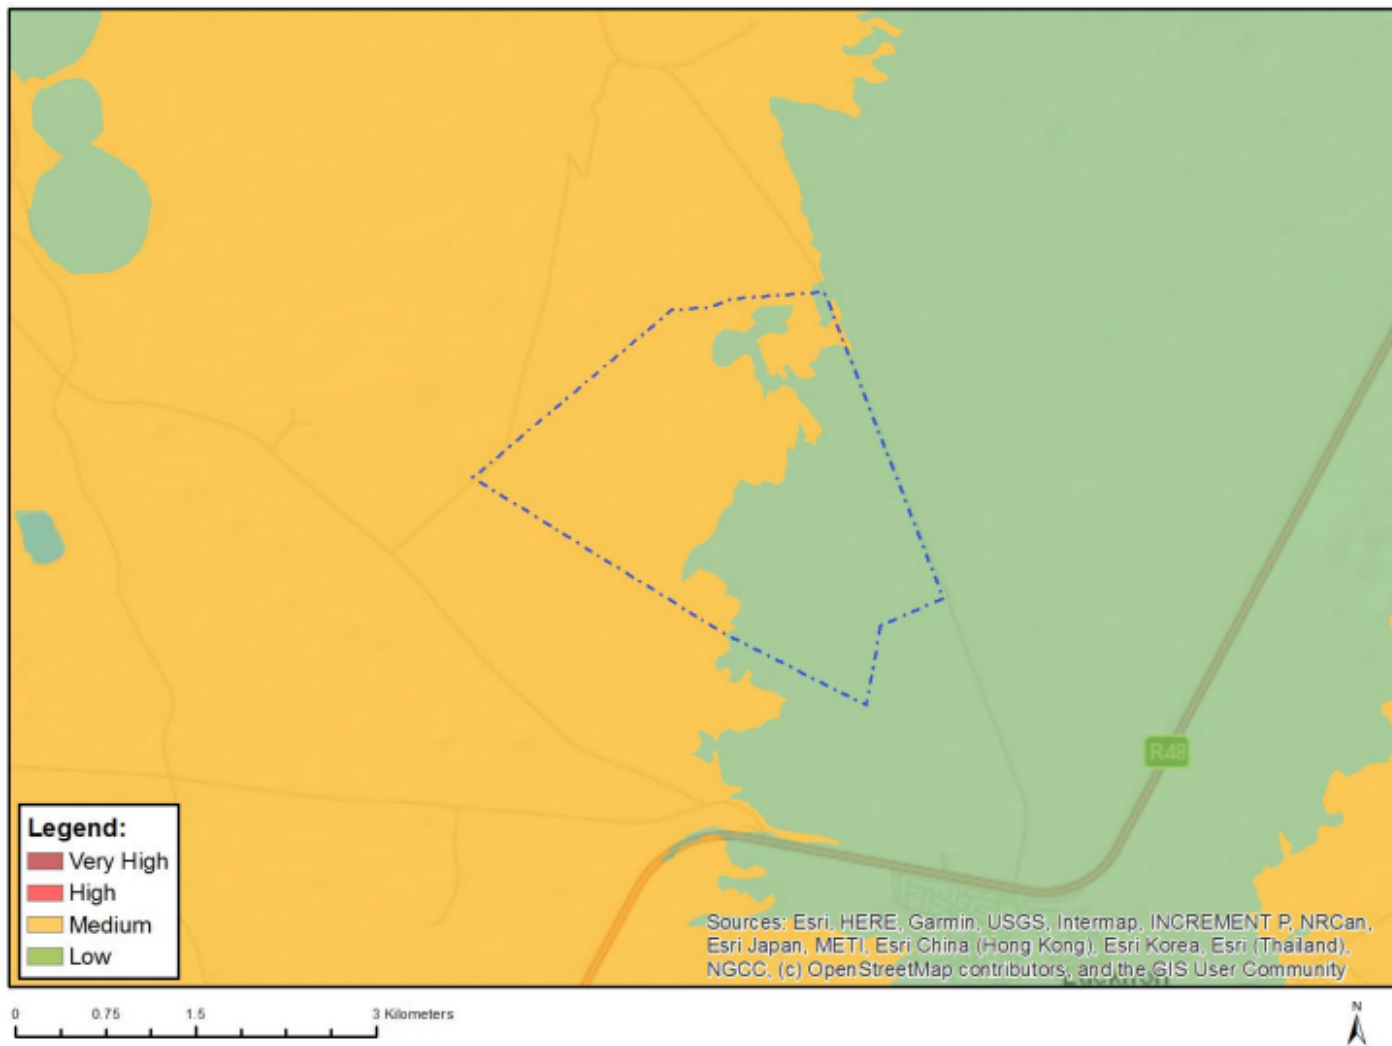 R48
Legend:
Very High
High
Medium
Low
Sources: Esri, HERE, Garmin, USGS, Intermap, INCREMENT P, NRCan,
Esri Japan, METI, Esri China (Hong Kong), Esri Korea, Esri (Thailand),
NGCC, (c) OpenStreetMap contributors, and the GIS User Community
0 0.75 1.5 3 Kilometers
N